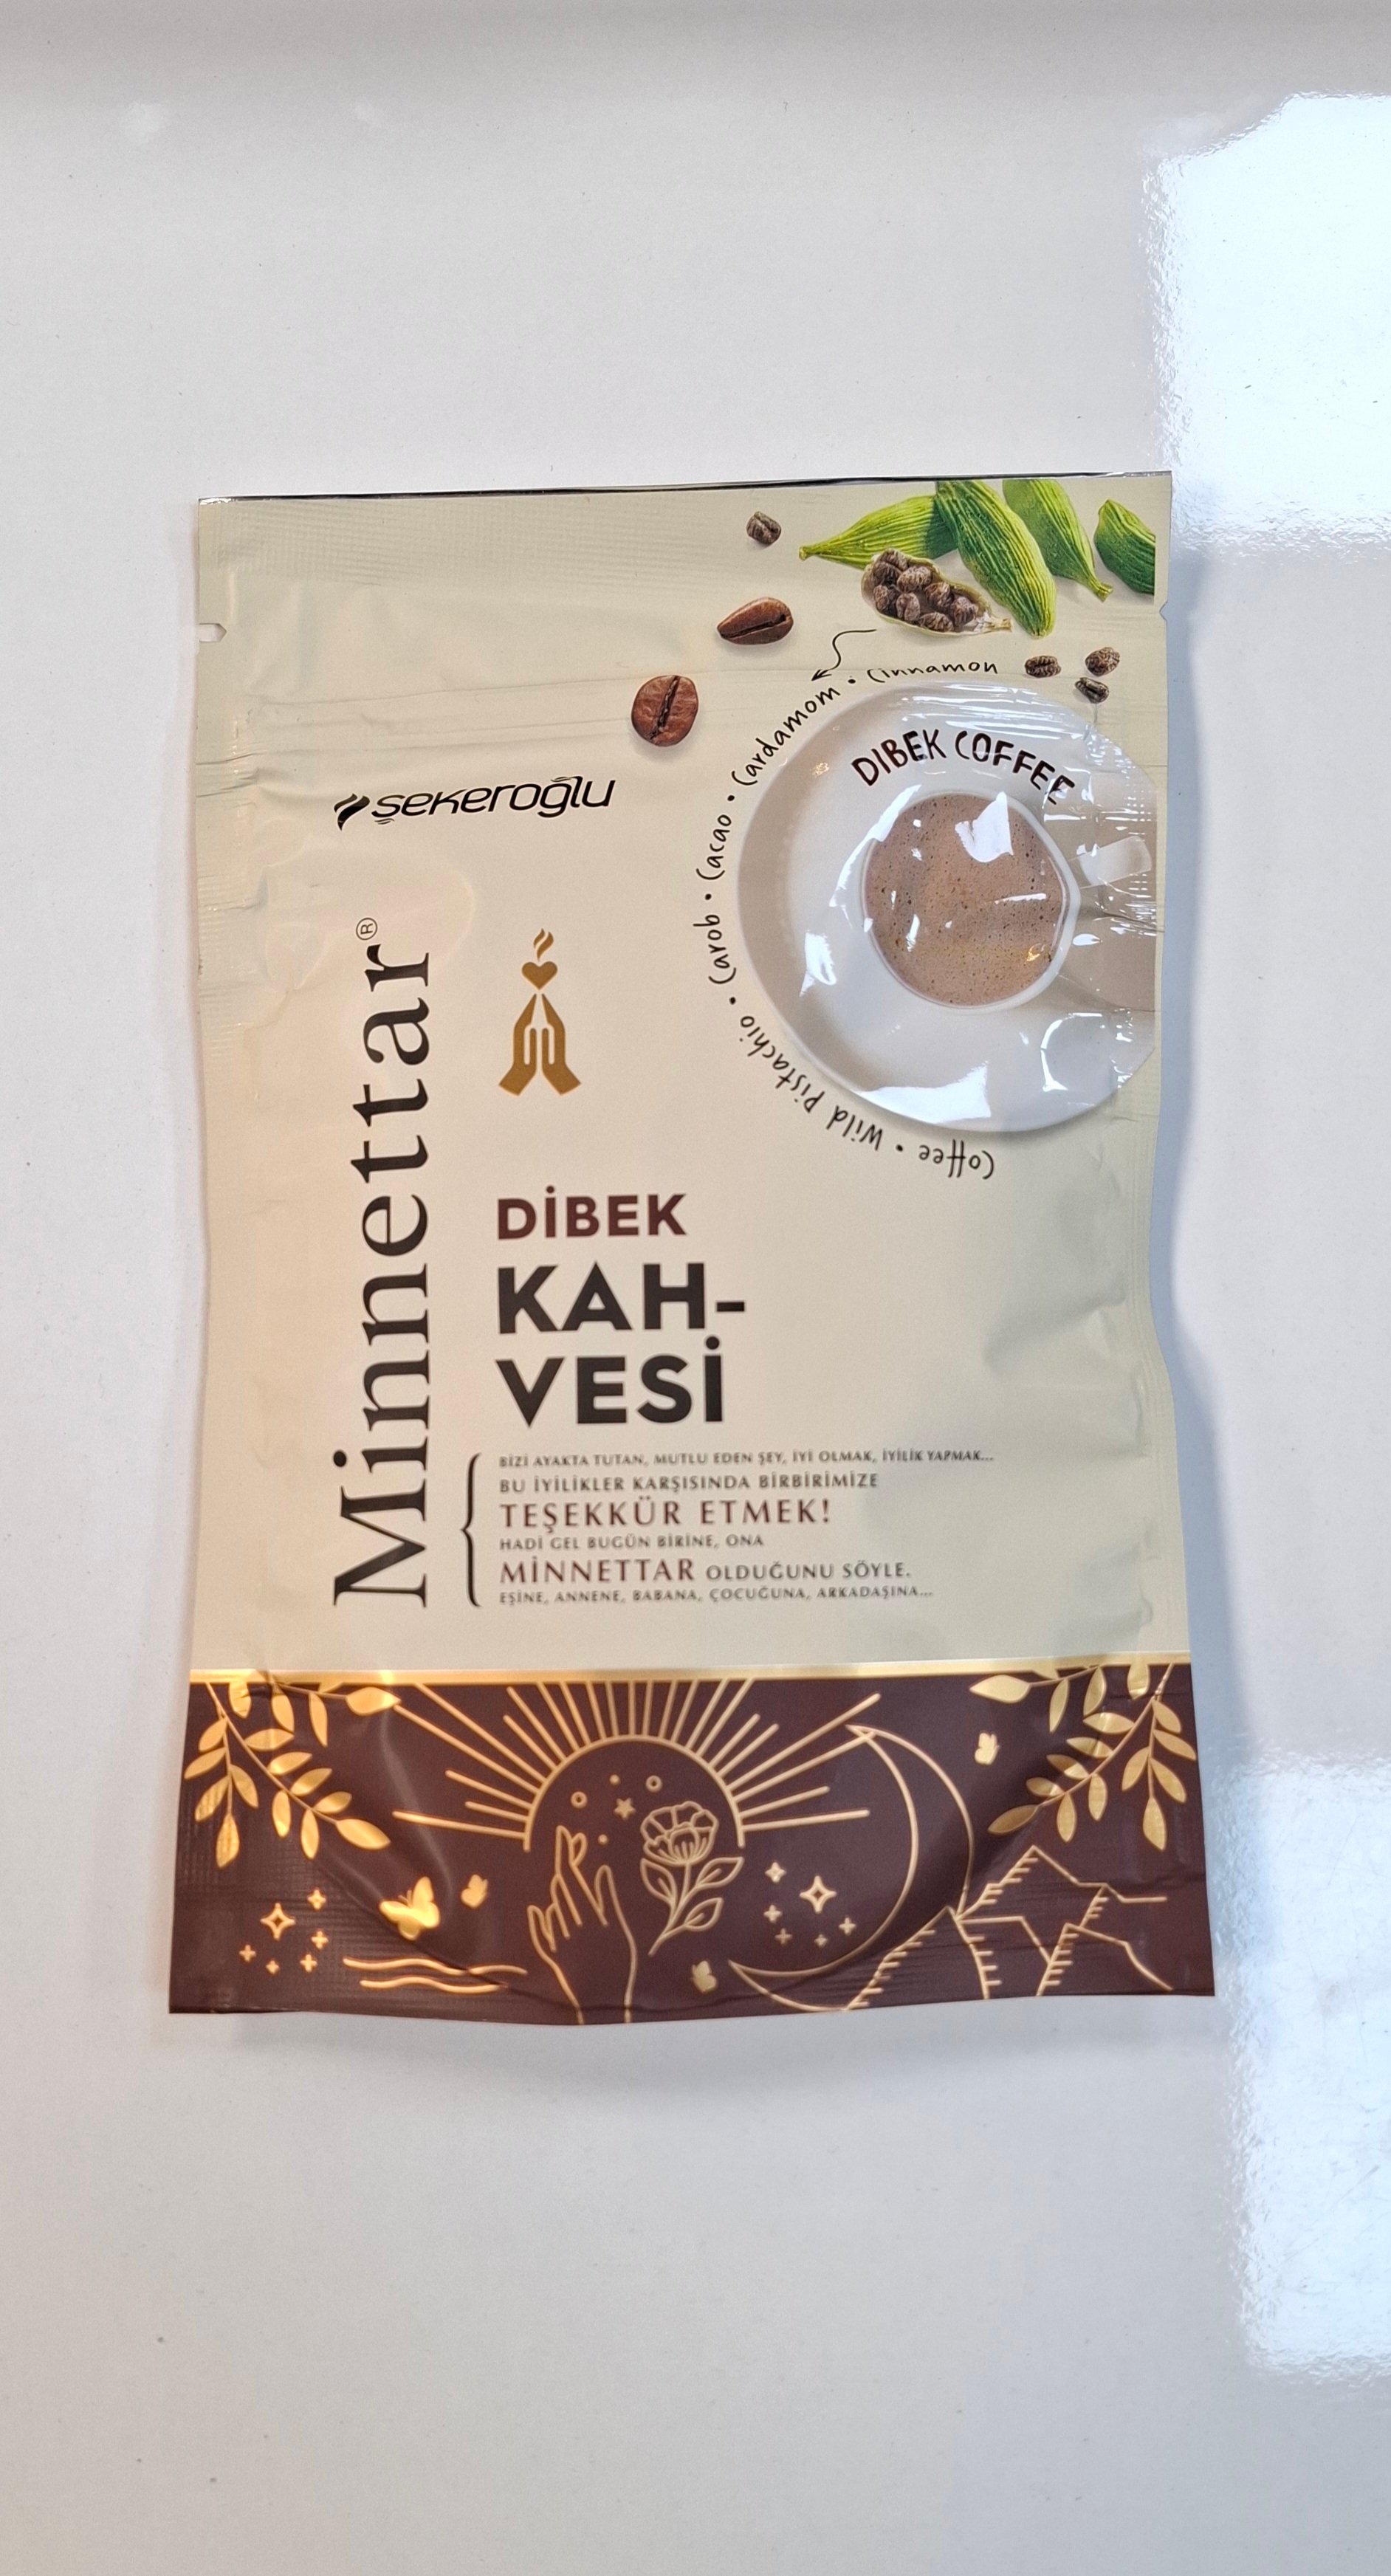 şekeroğlu
Minnettar®
Coffee • Wild Pistachio • Carob • Cacao • Cardamom • Cinnamon
DIBEK COFFEE
DİBEK
KAH-
VESİ
BİZİ AYAKTA TUTAN, MUTLU EDEN ŞEY, İYİ OLMAK, İYİLİK YAPMAK...
BU İYİLİKLER KARŞISINDA BİRBİRİMİZE
TEŞEKKÜR ETMEK!
HADİ GEL BUGÜN BİRİNE, ONA
MİNNETTAR OLDUĞUNU SÖYLE.
EŞİNE, ANNENE, BABANA, ÇOCUĞUNA, ARKADAŞINA...